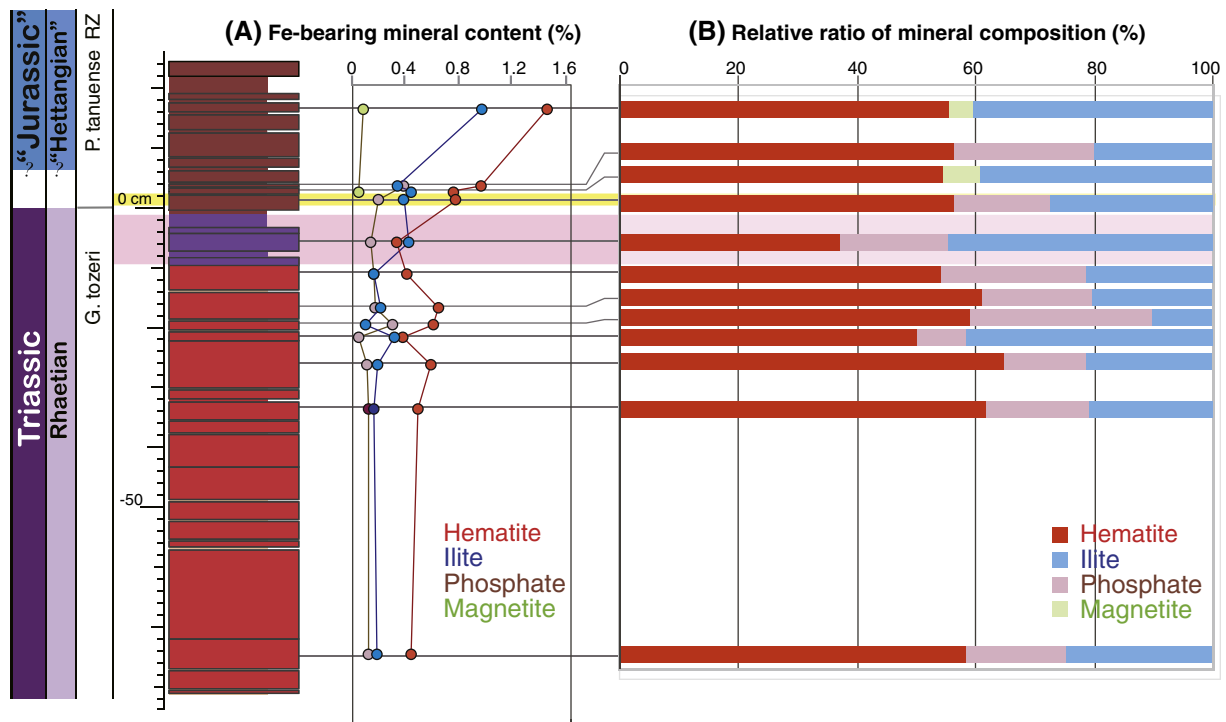 (A) Fe-bearing mineral content (%)
(B) Relative ratio of mineral composition (%)
0 0.4 0.8 1.2 1.6
0 20 40 60 80 100
?“Jurassic”
?“Hettangian”
P. tanuense RZ
0 cm
Triassic
Rhaetian
G. tozeri
-50
Hematite
Ilite
Phosphate
Magnetite
Hematite
Ilite
Phosphate
Magnetite